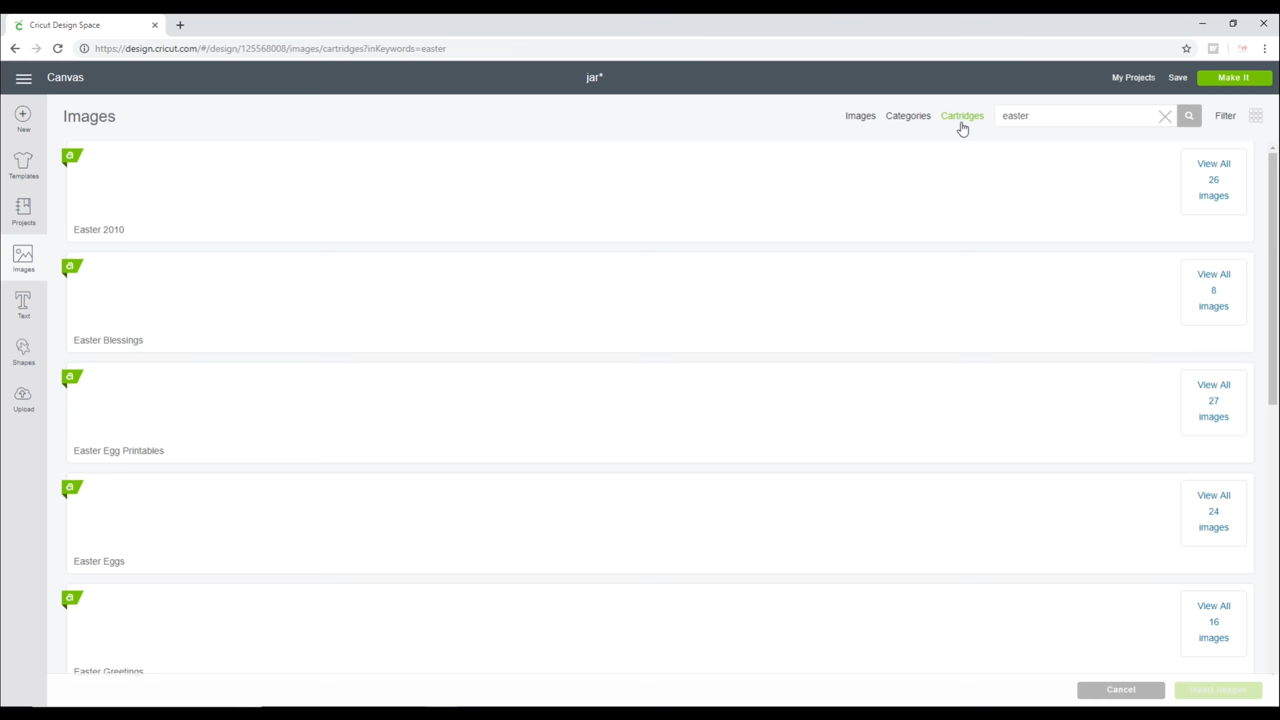 Cricut Design Space
https://design.cricut.com/#/design/125568008/images/cartridges?inKeywords=easter
Canvas
jar*
My Projects
Save
Make It
New
Templates
Projects
Images
Text
Shapes
Upload
Images
Images
Categories
Cartridges
easter
Filter
Easter 2010
View All
26
images
Easter Blessings
View All
8
images
Easter Egg Printables
View All
27
images
Easter Eggs
View All
24
images
Easter Greetings
View All
16
images
Cancel
Insert Images